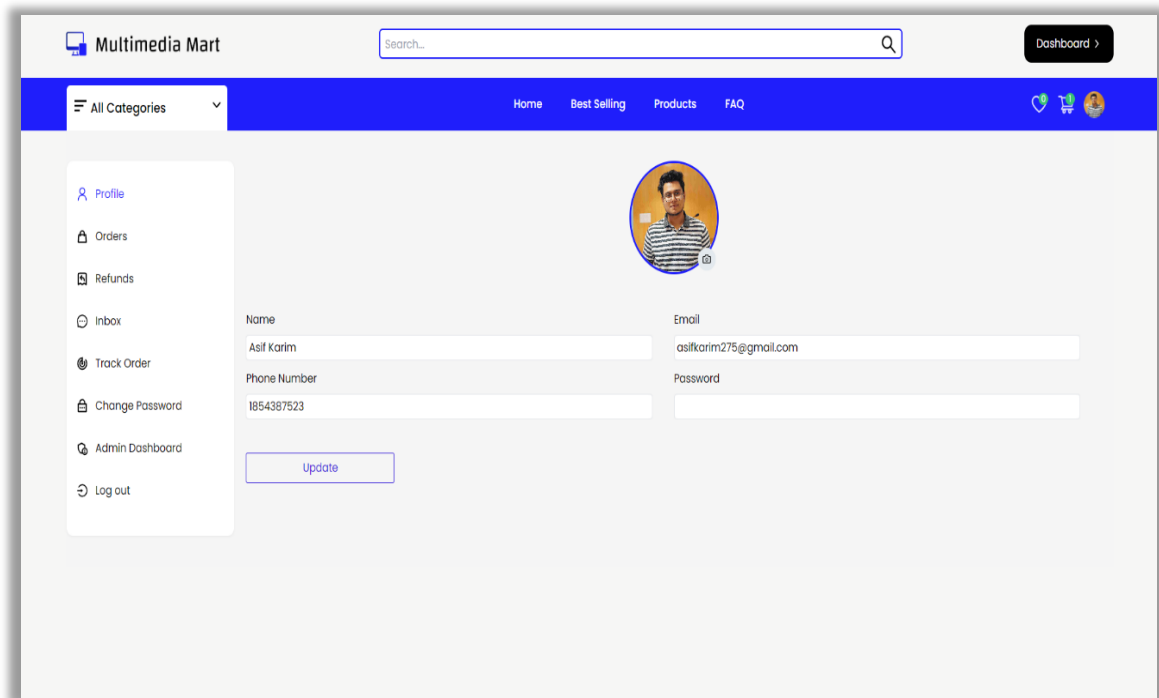 Multimedia Mart
Search...
Dashboard >
All Categories
Home Best Selling Products FAQ
0 1
Profile
Orders
Refunds
Inbox
Track Order
Change Password
Admin Dashboard
Log out
Name
Asif Karim
Email
asifkarim275@gmail.com
Phone Number
1854387523
Password
Update